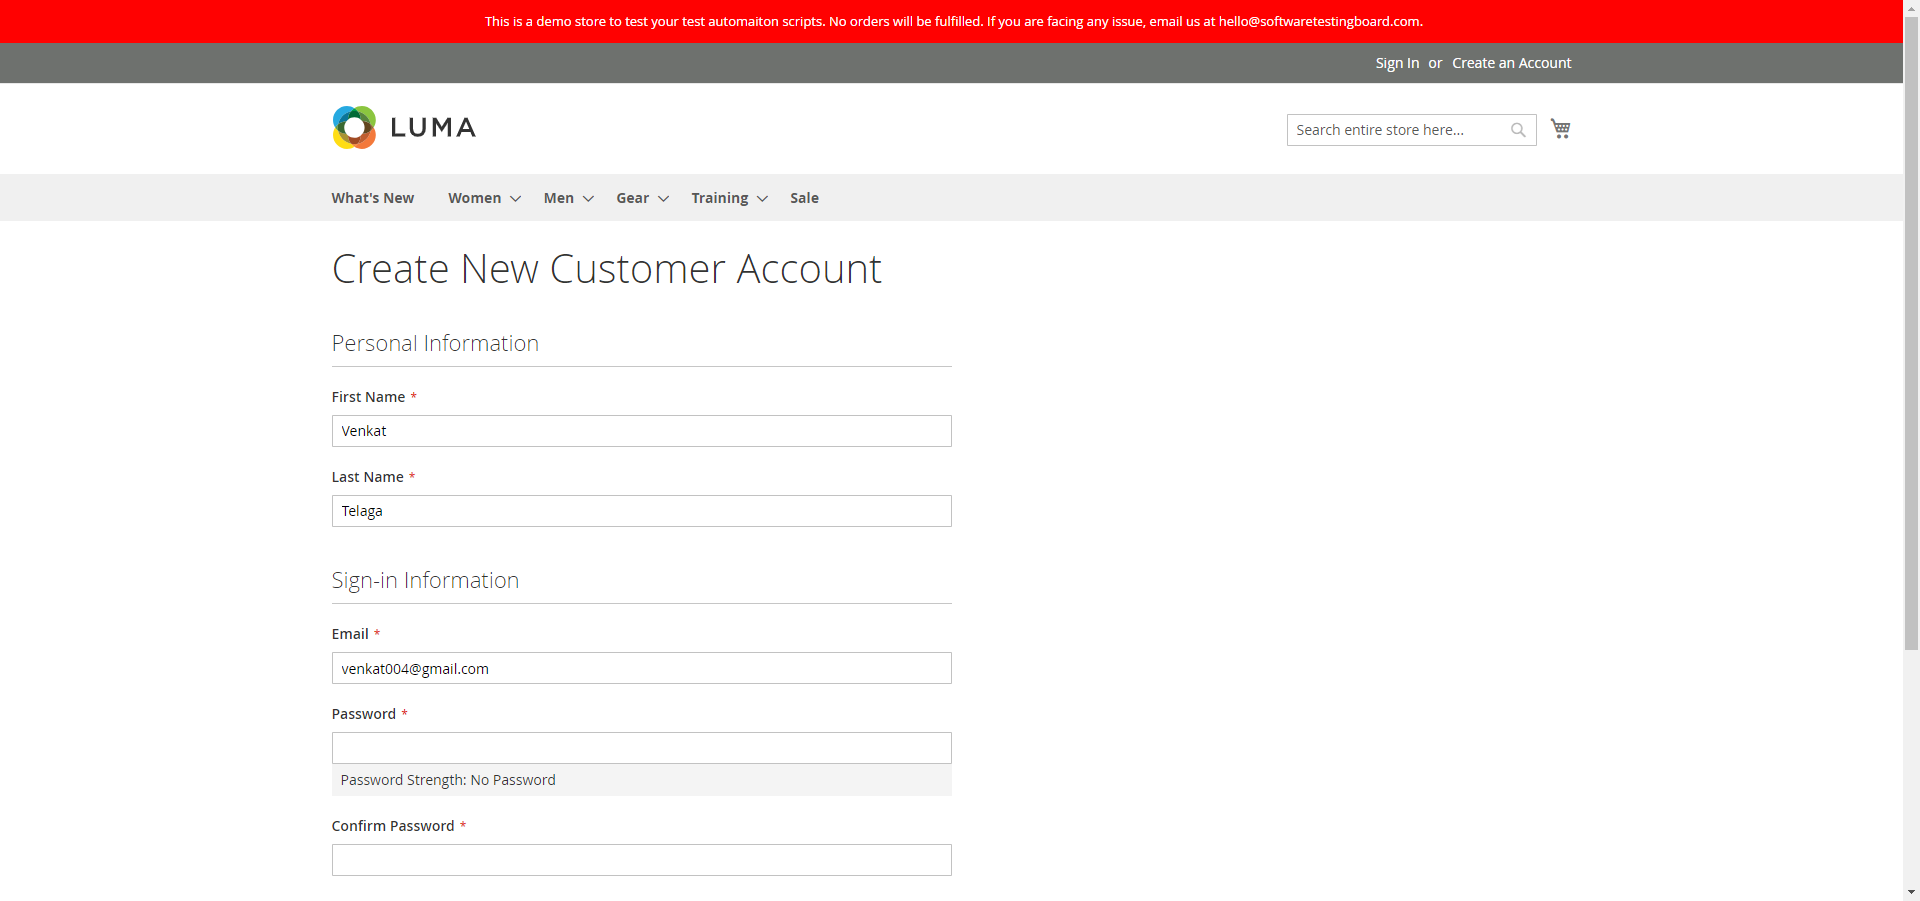 This is a demo store to test your test automaiton scripts. No orders will be fulfilled. If you are facing any issue, email us at hello@softwaretestingboard.com.
Sign In or Create an Account
LUMA
Search entire store here...
What's New Women Men Gear Training Sale
Create New Customer Account
Personal Information
First Name *
Venkat
Last Name *
Telaga
Sign-in Information
Email *
venkat004@gmail.com
Password *
Password Strength: No Password
Confirm Password *